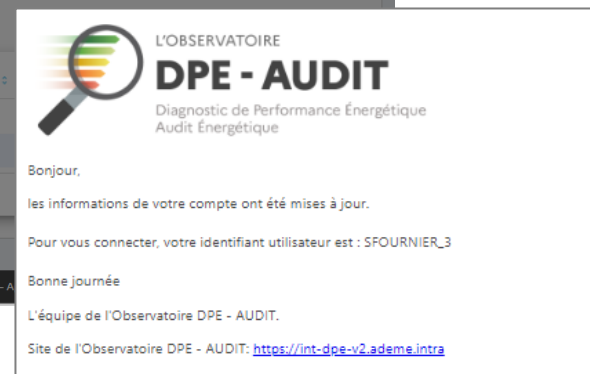 L'OBSERVATOIRE
DPE - AUDIT
Diagnostic de Performance Énergétique
Audit Énergétique
Bonjour,
les informations de votre compte ont été mises à jour.
Pour vous connecter, votre identifiant utilisateur est : SFOURNIER_3
Bonne journée
- A
L'équipe de l'Observatoire DPE - AUDIT.
Site de l'Observatoire DPE - AUDIT: https://int-dpe-v2.ademe.intra